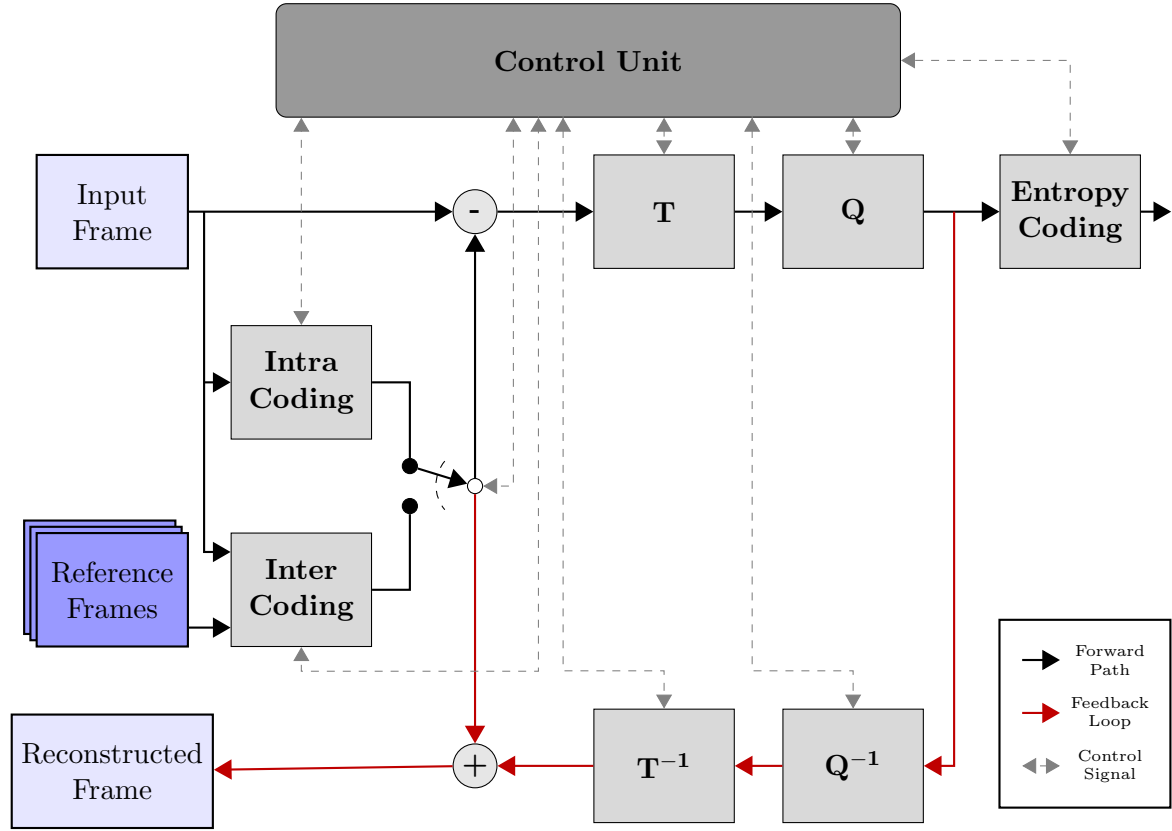 Control Unit
Input
Frame
-
T
Q
Entropy
Coding
Intra
Coding
Reference
Frames
Inter
Coding
Forward
Path
Feedback
Loop
Control
Signal
Reconstructed
Frame
+
T⁻¹
Q⁻¹